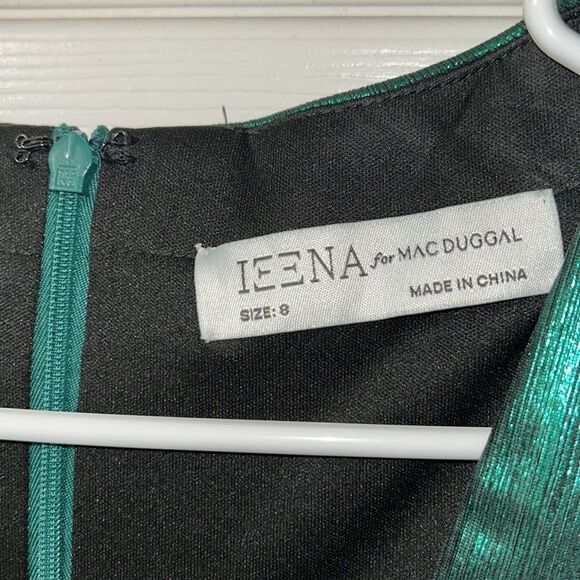 IEENA for MAC DUGGAL
SIZE: 8
MADE IN CHINA